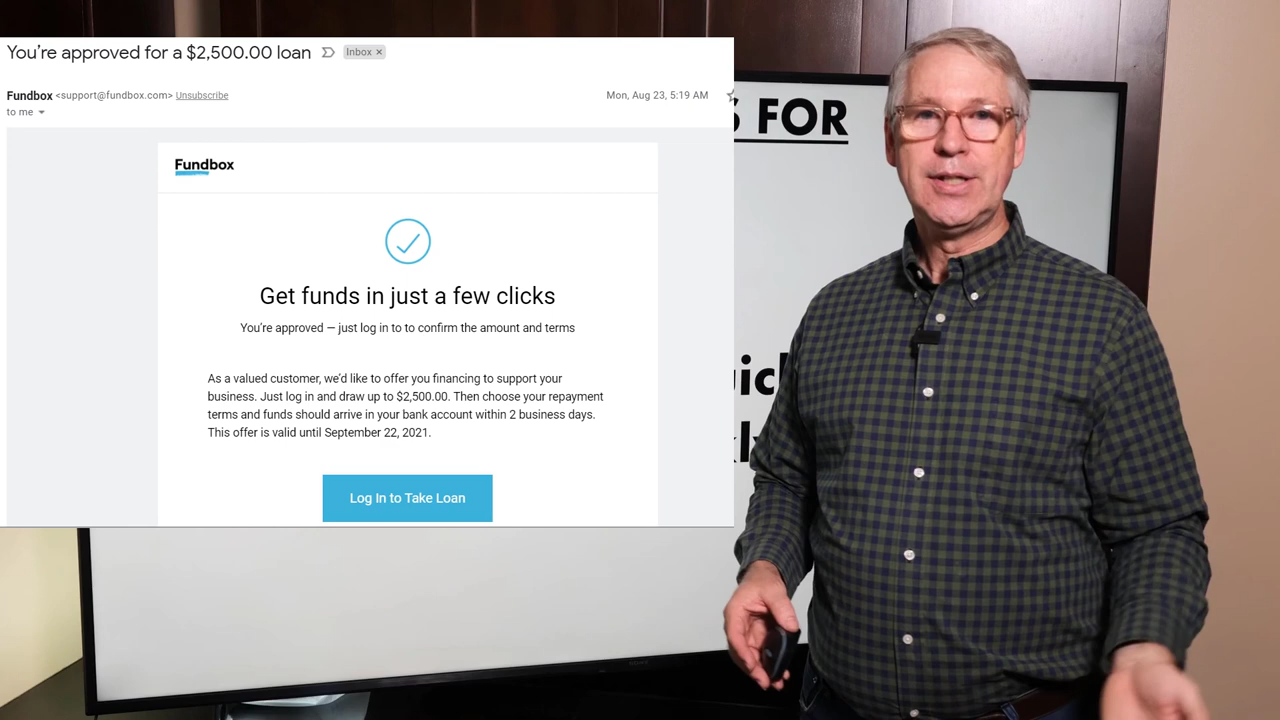 You're approved for a $2,500.00 loan
Inbox ×
Fundbox <support@fundbox.com> Unsubscribe
Mon, Aug 23, 5:19 AM
to me
Fundbox
Get funds in just a few clicks
You're approved — just log in to to confirm the amount and terms
As a valued customer, we'd like to offer you financing to support your
business. Just log in and draw up to $2,500.00. Then choose your repayment
terms and funds should arrive in your bank account within 2 business days.
This offer is valid until September 22, 2021.
Log In to Take Loan
FOR